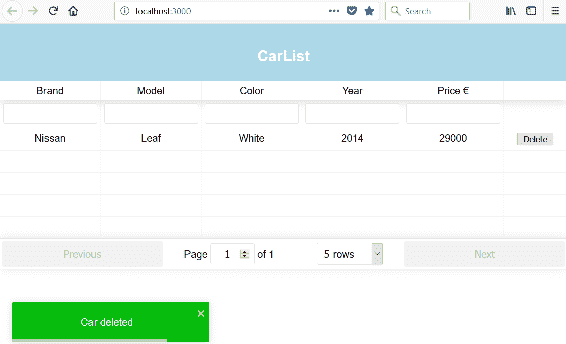 localhost:3000
Search
CarList
Brand Model Color Year Price €
Nissan Leaf White 2014 29000 Delete
Previous Page 1 of 1 5 rows Next
Car deleted